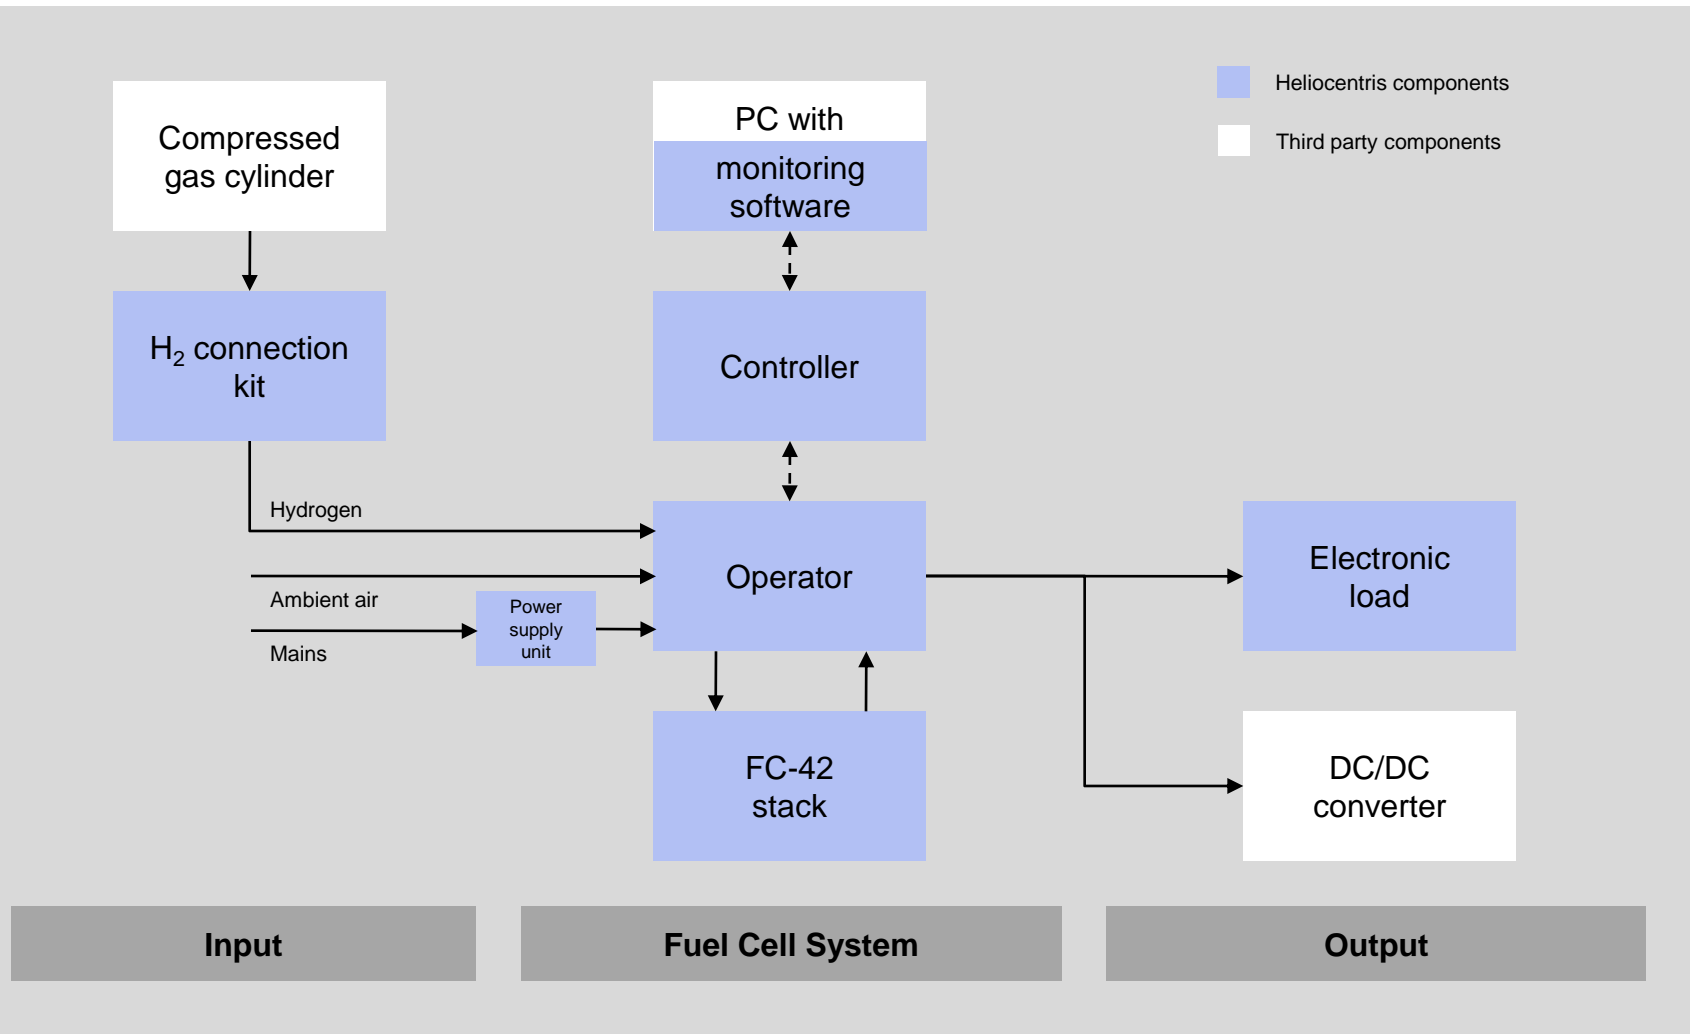 Compressed
gas cylinder
PC with
monitoring
software
Heliocentris components
Third party components
H₂ connection
kit
Controller
Hydrogen
Ambient air
Mains
Power
supply
unit
Operator
Electronic
load
FC-42
stack
DC/DC
converter
Input
Fuel Cell System
Output